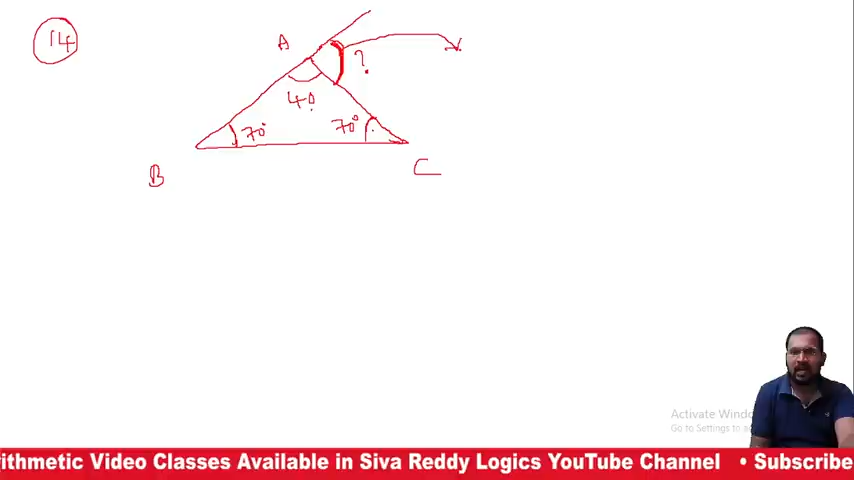 14
A
?
40
70°
70°
B
C
Activate Windo
Go to Settings to a
ithmetic Video Classes Available in Siva Reddy Logics YouTube Channel • Subscribe